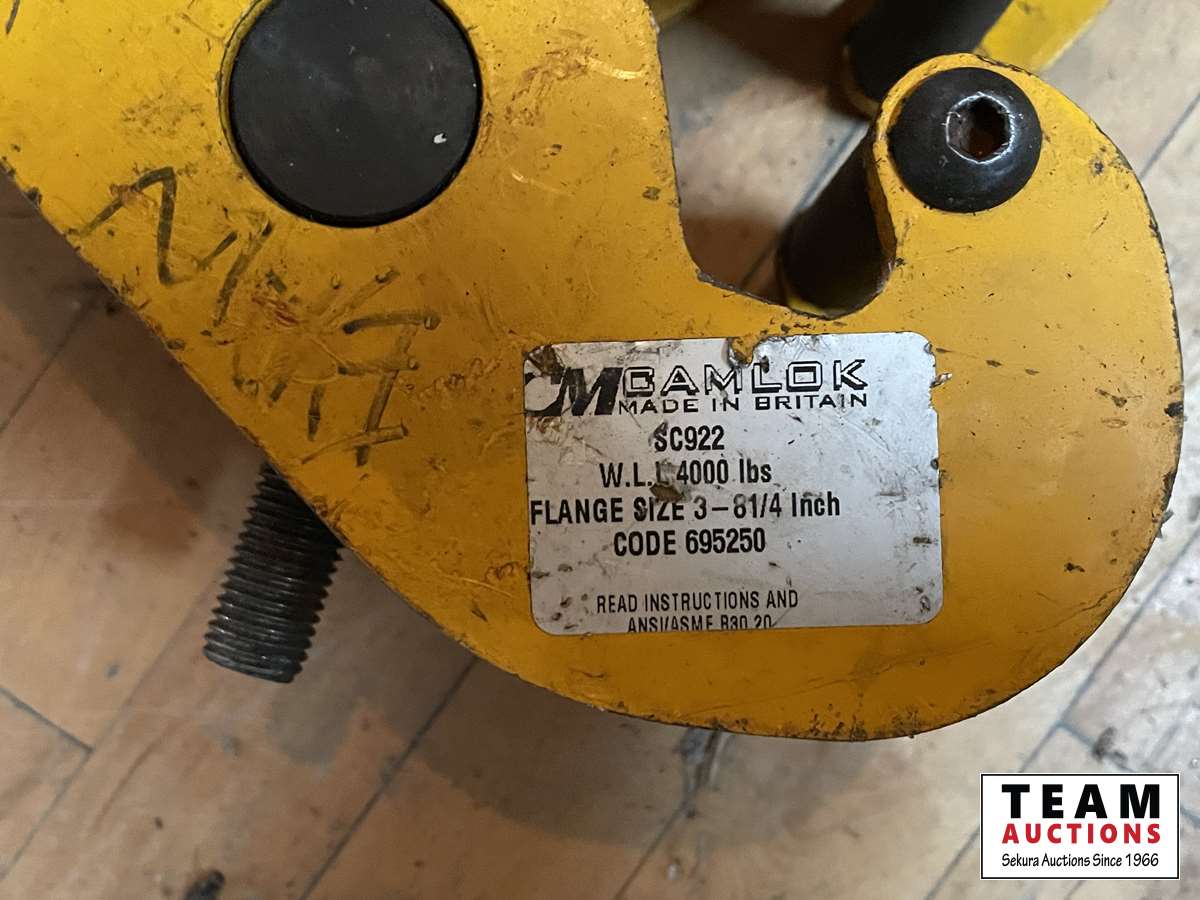 CM CAMLOK
MADE IN BRITAIN
SC922
W.L.L 4000 lbs
FLANGE SIZE 3-81/4 Inch
CODE 695250
READ INSTRUCTIONS AND
ANSI/ASME B30.20
TEAM
AUCTIONS
Sekura Auctions Since 1966